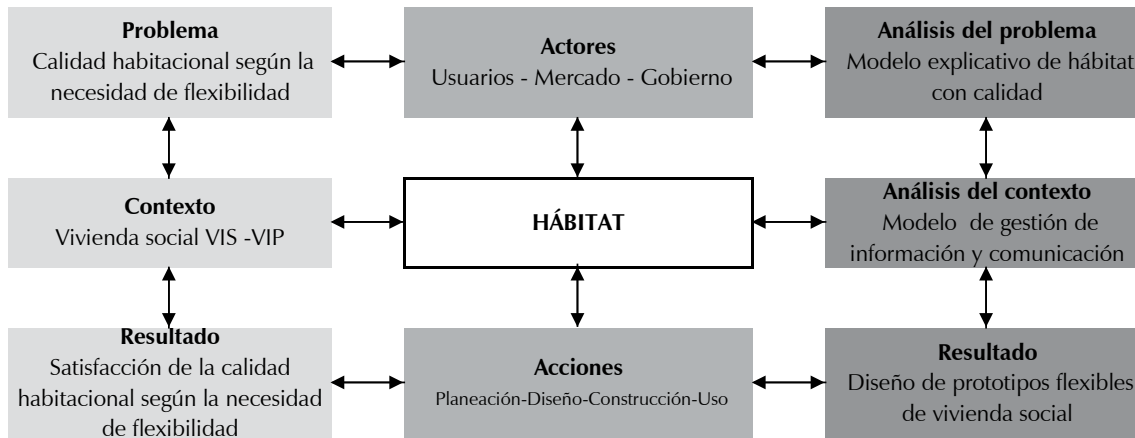 Problema
Calidad habitacional según la
necesidad de flexibilidad
Actores
Usuarios - Mercado - Gobierno
Análisis del problema
Modelo explicativo de hábitat
con calidad
Contexto
Vivienda social VIS -VIP
HÁBITAT
Análisis del contexto
Modelo de gestión de
información y comunicación
Resultado
Satisfacción de la calidad
habitacional según la necesidad
de flexibilidad
Acciones
Planeación-Diseño-Construcción-Uso
Resultado
Diseño de prototipos flexibles
de vivienda social